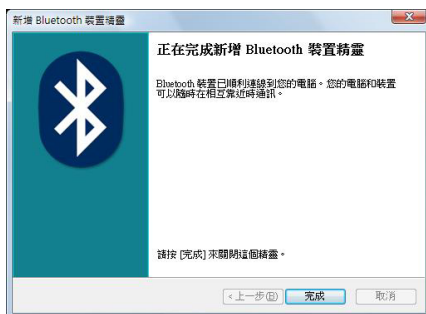 新增 Bluetooth 裝置精靈
正在完成新增 Bluetooth 裝置精靈
Bluetooth 裝置已順利連線到您的電腦。您的電腦和裝置
可以隨時在相互靠近時通訊。
請按 [完成] 來關閉這個精靈。
<上一步(B) 完成 取消